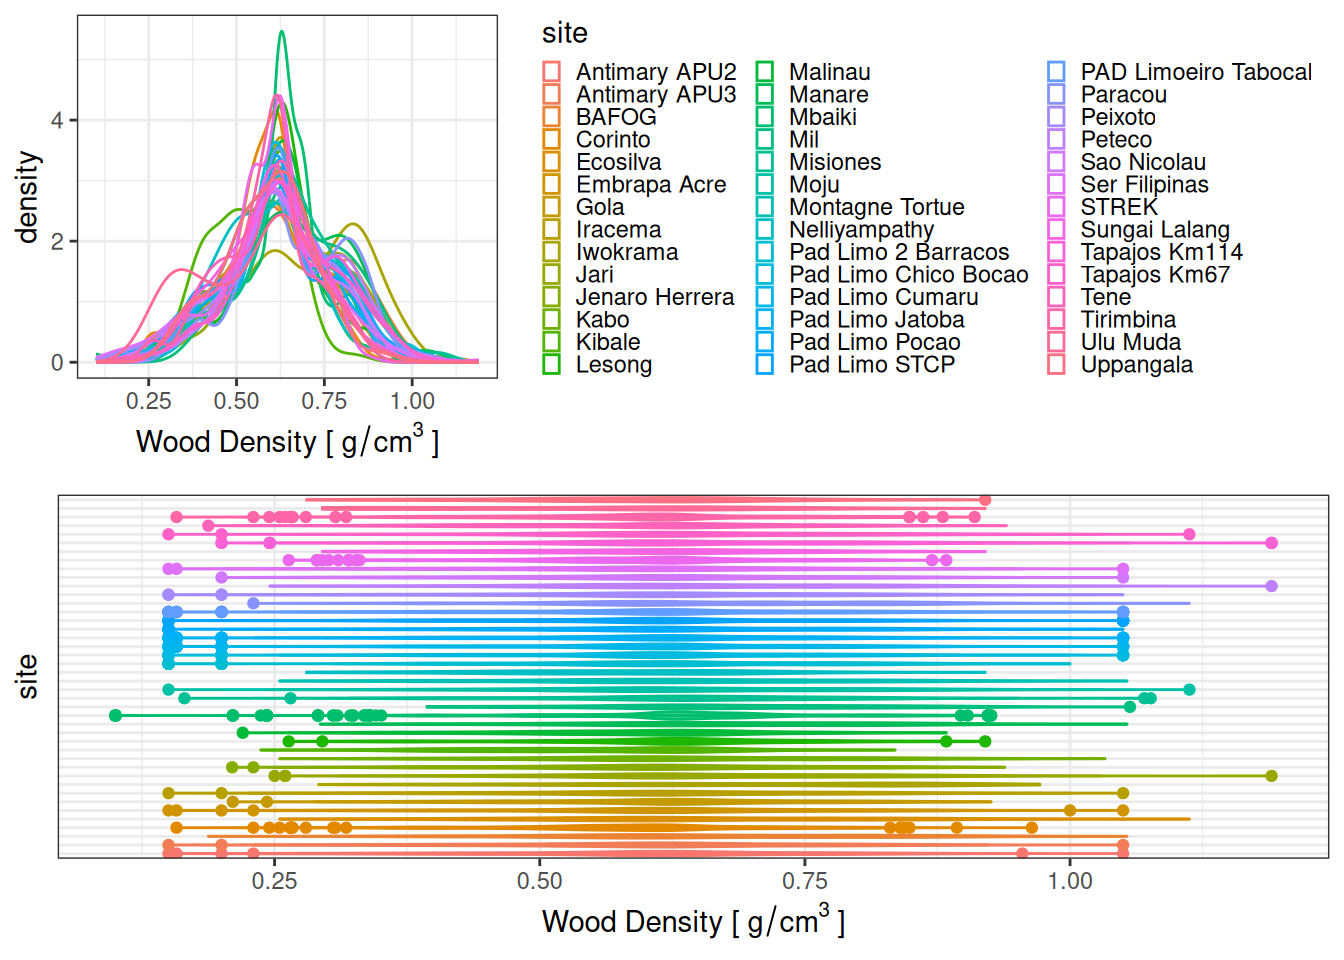 density
4
2
0
0.25 0.50 0.75 1.00
Wood Density [ g/cm³ ]
site
Antimary APU2
Antimary APU3
BAFOG
Corinto
Ecosilva
Embrapa Acre
Gola
Iracema
Iwokrama
Jari
Jenaro Herrera
Kabo
Kibale
Lesong
Malinau
Manare
Mbaiki
Mil
Misiones
Moju
Montagne Tortue
Nelliyampathy
Pad Limo 2 Barracos
Pad Limo Chico Bocao
Pad Limo Cumaru
Pad Limo Jatoba
Pad Limo Pocao
Pad Limo STCP
PAD Limoeiro Tabocal
Paracou
Peixoto
Peteco
Sao Nicolau
Ser Filipinas
STREK
Sungai Lalang
Tapajos Km114
Tapajos Km67
Tene
Tirimbina
Ulu Muda
Uppangala
site
0.25 0.50 0.75 1.00
Wood Density [ g/cm³ ]